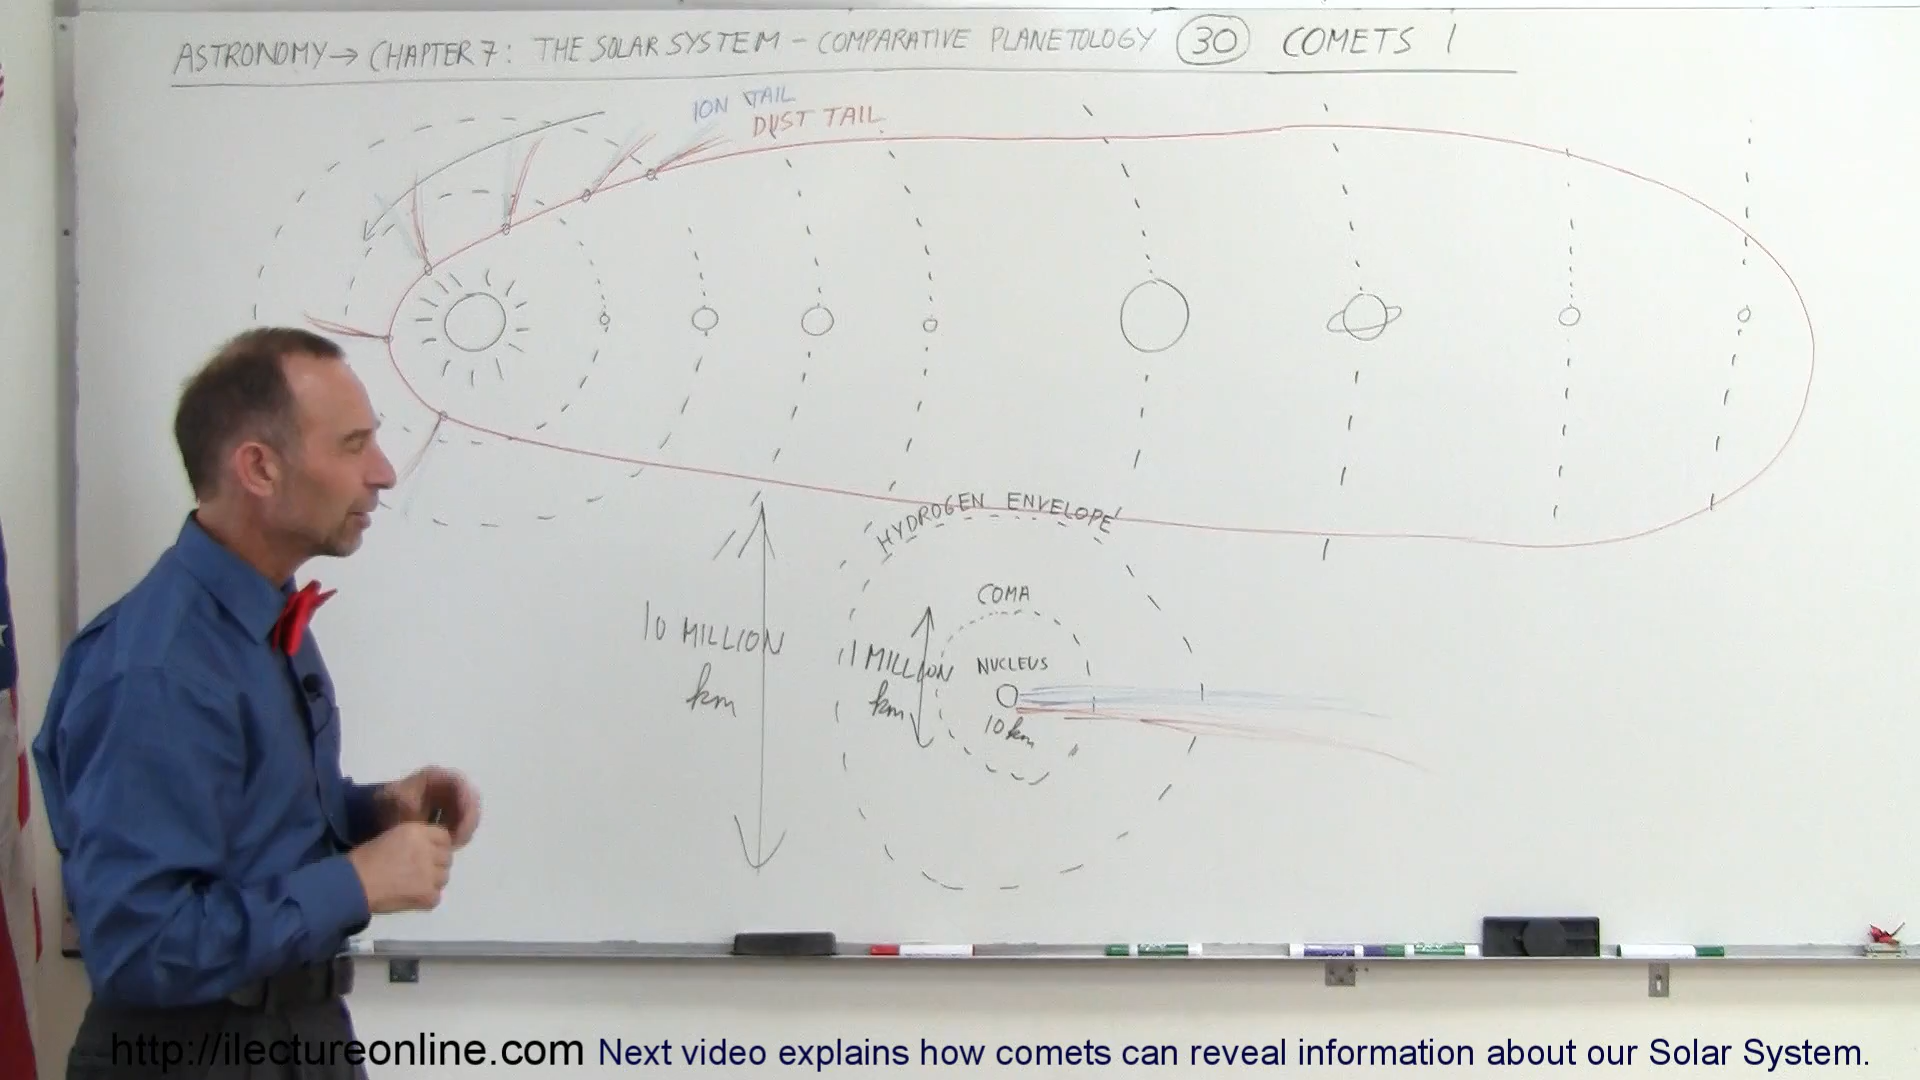 ASTRONOMY → CHAPTER 7: THE SOLAR SYSTEM - COMPARATIVE PLANETOLOGY 30 COMETS 1
ION TAIL
DUST TAIL
HYDROGEN ENVELOPE
COMA
10 MILLION
km
1 MILLION
km
NUCLEUS
10 km
http://ilectureonline.com Next video explains how comets can reveal information about our Solar System.